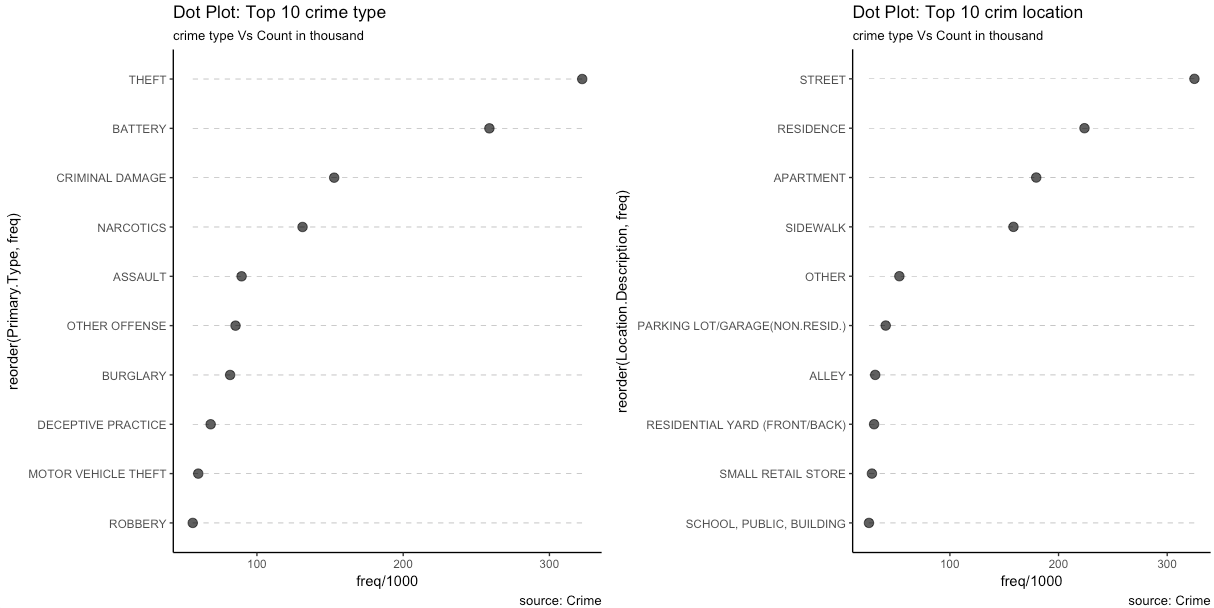 Dot Plot: Top 10 crime type
crime type Vs Count in thousand
reorder(Primary.Type, freq)
THEFT
BATTERY
CRIMINAL DAMAGE
NARCOTICS
ASSAULT
OTHER OFFENSE
BURGLARY
DECEPTIVE PRACTICE
MOTOR VEHICLE THEFT
ROBBERY
100 200 300
freq/1000
source: Crime
Dot Plot: Top 10 crim location
crime type Vs Count in thousand
reorder(Location.Description, freq)
STREET
RESIDENCE
APARTMENT
SIDEWALK
OTHER
PARKING LOT/GARAGE(NON.RESID.)
ALLEY
RESIDENTIAL YARD (FRONT/BACK)
SMALL RETAIL STORE
SCHOOL, PUBLIC, BUILDING
100 200 300
freq/1000
source: Crime